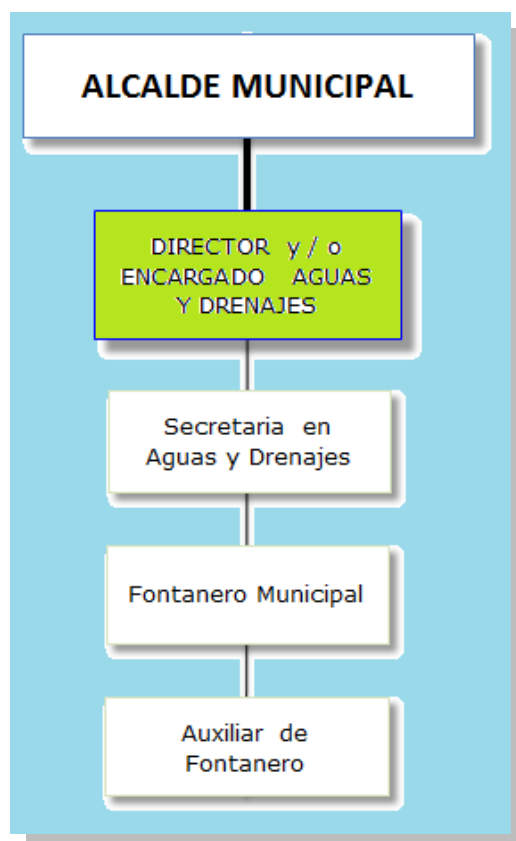 ALCALDE MUNICIPAL
DIRECTOR y / o
ENCARGADO AGUAS
Y DRENAJES
Secretaria en
Aguas y Drenajes
Fontanero Municipal
Auxiliar de
Fontanero